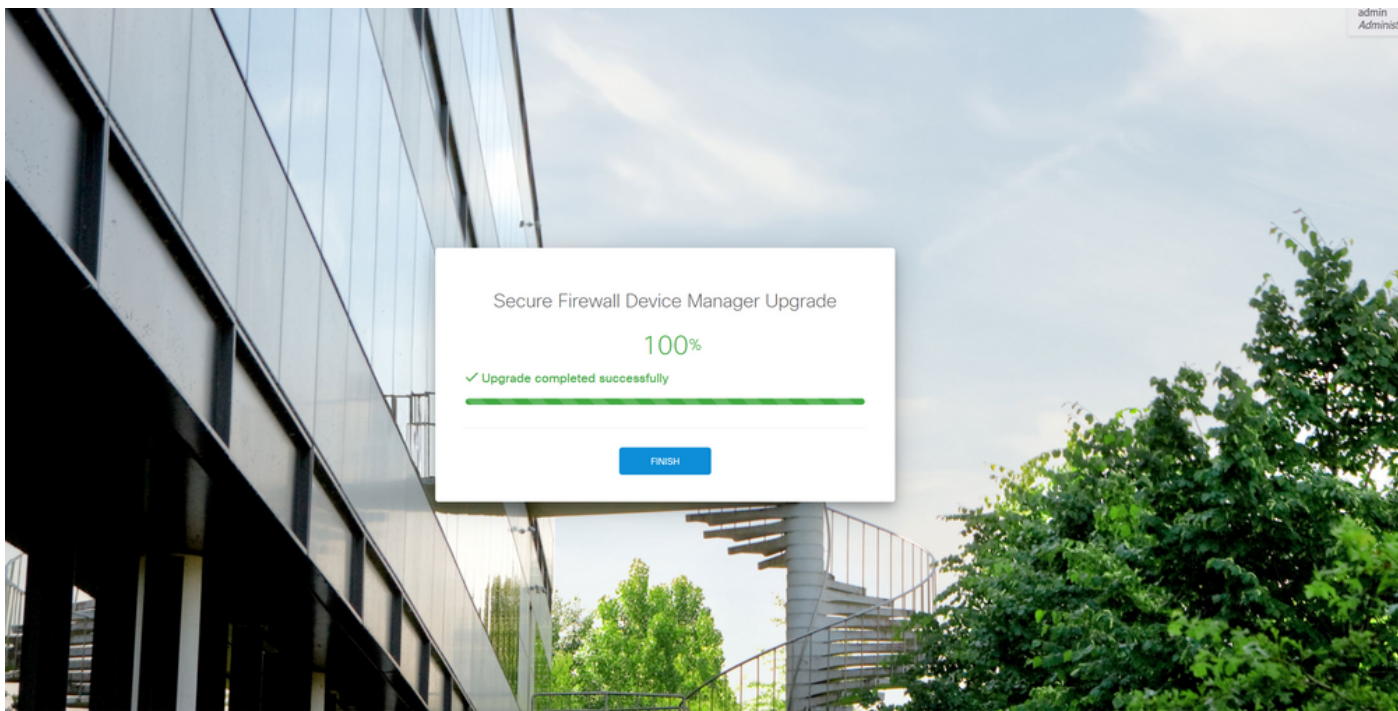 admin
Secure Firewall Device Manager Upgrade
100%
Upgrade completed successfully
FINISH